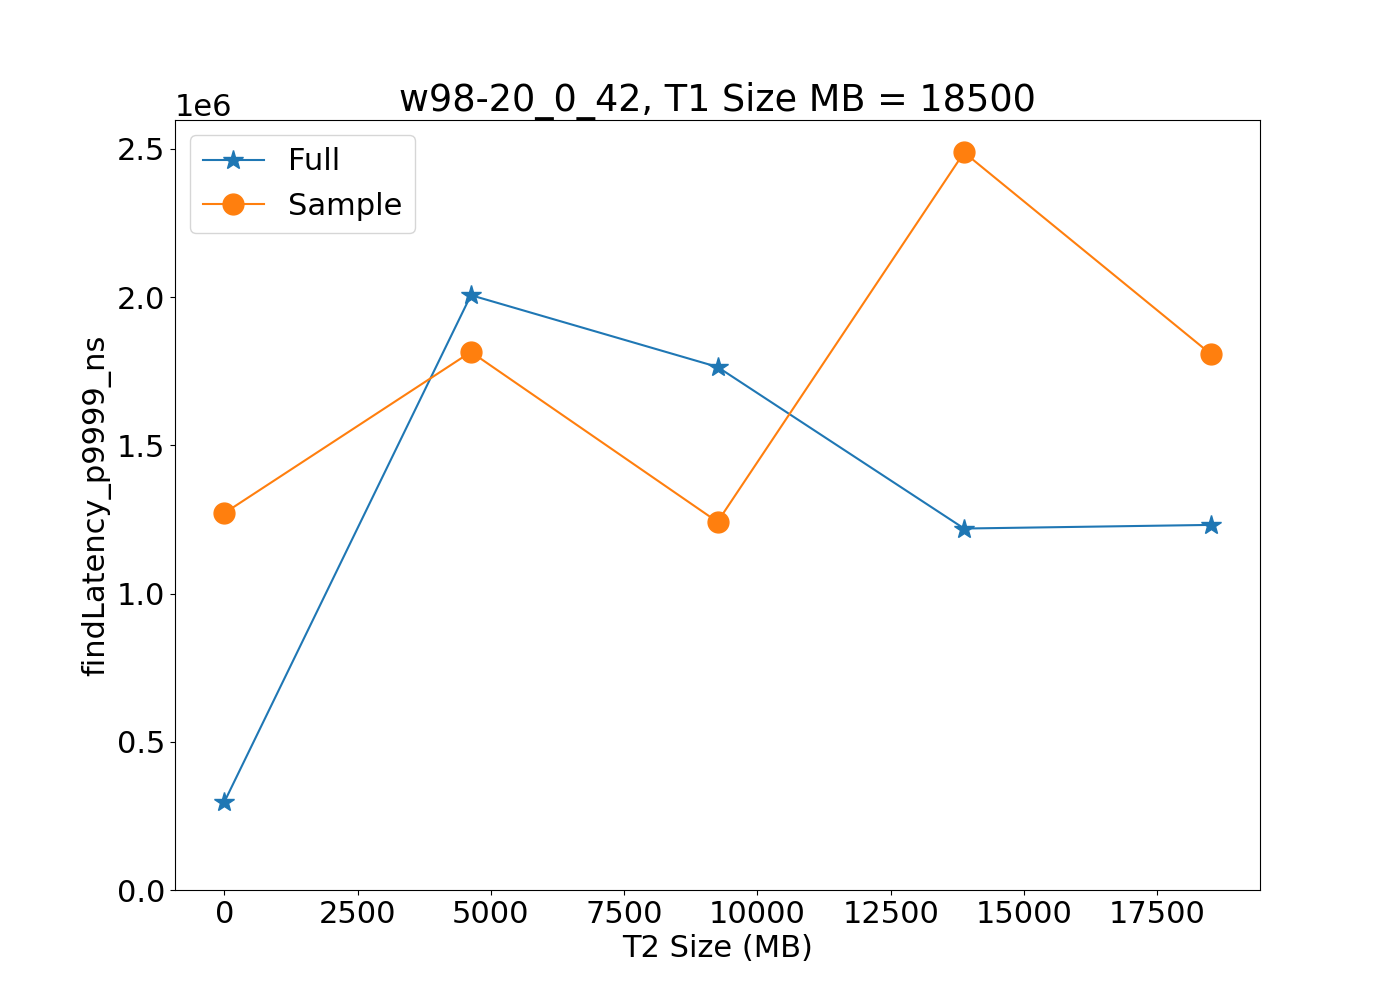 w98-20_0_42, T1 Size MB = 18500
1e6
Full
Sample
2.5
2.0
1.5
1.0
0.5
0.0
findLatency_p9999_ns
0 2500 5000 7500 10000 12500 15000 17500
T2 Size (MB)